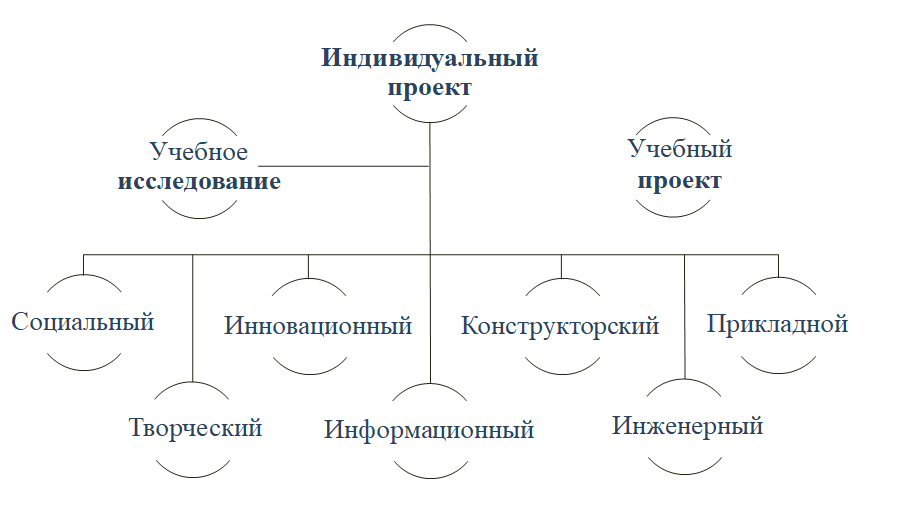 Индивидуальный
проект
Учебное
исследование
Учебный
проект
Социальный
Инновационный
Конструкторский
Прикладной
Творческий
Информационный
Инженерный